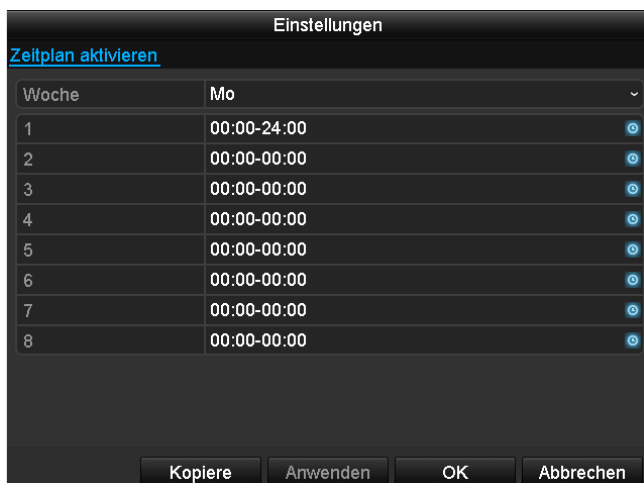 Einstellungen
Zeitplan aktivieren
Woche Mo
1 00:00-24:00
2 00:00-00:00
3 00:00-00:00
4 00:00-00:00
5 00:00-00:00
6 00:00-00:00
7 00:00-00:00
8 00:00-00:00
Kopiere Anwenden OK Abbrechen